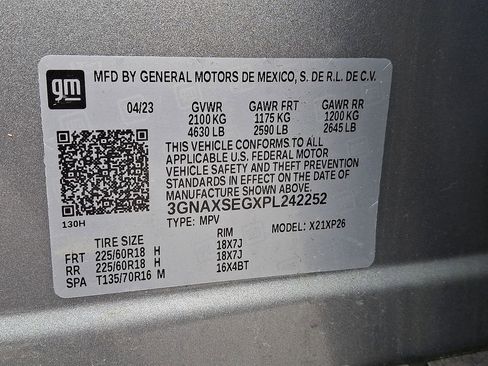 gm
MFD BY GENERAL MOTORS DE MEXICO, S. DE R.L. DE C.V.
04/23 GVWR GAWR FRT GAWR RR
2100 KG 1175 KG 1200 KG
4630 LB 2590 LB 2645 LB
THIS VEHICLE CONFORMS TO ALL
APPLICABLE U.S. FEDERAL MOTOR
VEHICLE SAFETY AND THEFT PREVENTION
STANDARDS IN EFFECT ON THE DATE OF
MANUFACTURE SHOWN ABOVE.
3GNAXSEGXPL242252
130H TYPE: MPV MODEL: X21XP26
TIRE SIZE RIM
FRT 225/60R18 H 18X7J
RR 225/60R18 H 18X7J
SPA T135/70R16 M 16X4BT